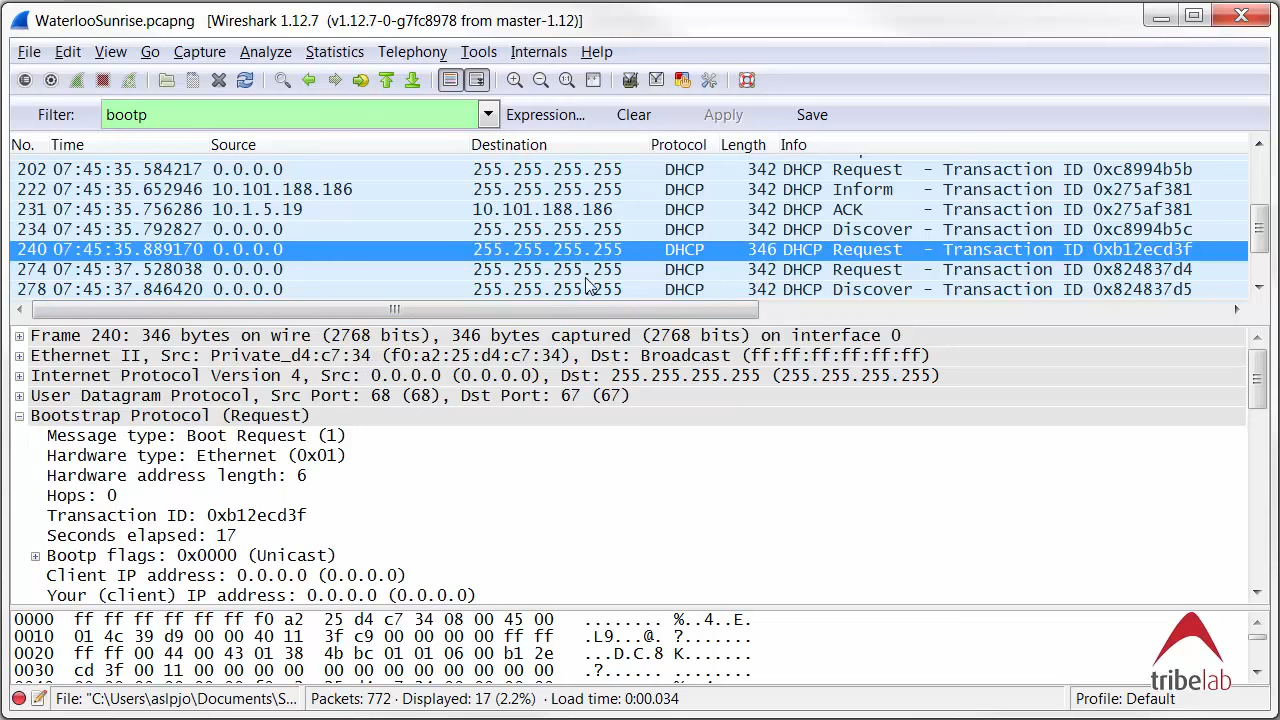 WaterlooSunrise.pcapng [Wireshark 1.12.7 (v1.12.7-0-g7fc8978 from master-1.12)]
File Edit View Go Capture Analyze Statistics Telephony Tools Internals Help
Filter: bootp Expression... Clear Apply Save
No. Time Source Destination Protocol Length Info
202 07:45:35.584217 0.0.0.0 255.255.255.255 DHCP 342 DHCP Request - Transaction ID 0xc8994b5b
222 07:45:35.652946 10.101.188.186 255.255.255.255 DHCP 342 DHCP Inform - Transaction ID 0x275af381
231 07:45:35.756286 10.1.5.19 10.101.188.186 DHCP 342 DHCP ACK - Transaction ID 0x275af381
234 07:45:35.792827 0.0.0.0 255.255.255.255 DHCP 342 DHCP Discover - Transaction ID 0xc8994b5c
240 07:45:35.889170 0.0.0.0 255.255.255.255 DHCP 346 DHCP Request - Transaction ID 0xb12ecd3f
274 07:45:37.528038 0.0.0.0 255.255.255.255 DHCP 342 DHCP Request - Transaction ID 0x824837d4
278 07:45:37.846420 0.0.0.0 255.255.255.255 DHCP 342 DHCP Discover - Transaction ID 0x824837d5
Frame 240: 346 bytes on wire (2768 bits), 346 bytes captured (2768 bits) on interface 0
Ethernet II, Src: Private_d4:c7:34 (f0:a2:25:d4:c7:34), Dst: Broadcast (ff:ff:ff:ff:ff:ff)
Internet Protocol Version 4, Src: 0.0.0.0 (0.0.0.0), Dst: 255.255.255.255 (255.255.255.255)
User Datagram Protocol, Src Port: 68 (68), Dst Port: 67 (67)
Bootstrap Protocol (Request)
Message type: Boot Request (1)
Hardware type: Ethernet (0x01)
Hardware address length: 6
Hops: 0
Transaction ID: 0xb12ecd3f
Seconds elapsed: 17
Bootp flags: 0x0000 (Unicast)
Client IP address: 0.0.0.0 (0.0.0.0)
Your (client) IP address: 0.0.0.0 (0.0.0.0)
0000 ff ff ff ff ff ff f0 a2 25 d4 c7 34 08 00 45 00 ........ %..4..E.
0010 01 4c 39 d9 00 00 40 11 3f c9 00 00 00 00 ff ff .L9...@. ?.......
0020 ff ff 00 44 00 43 01 38 4b bc 01 01 06 00 b1 2e ...D.C.8 K.......
0030 cd 3f 00 11 00 00 00 00 00 00 00 00 00 00 00 00 .?...... ........
tribelab
File: "C:\Users\aslpjo\Documents\S... Packets: 772 · Displayed: 17 (2.2%) · Load time: 0:00.034 Profile: Default